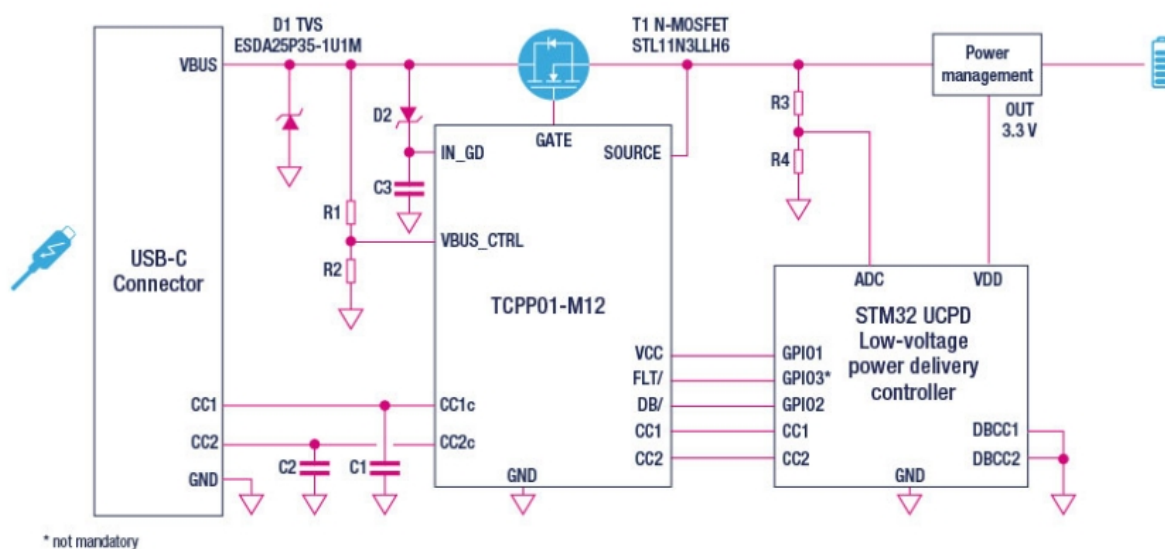 D1 TVS
ESDA25P35-1U1M
T1 N-MOSFET
STL11N3LLH6
VBUS
Power
management
OUT
3.3 V
D2
IN_GD
GATE
SOURCE
C3
R3
R4
R1
R2
VBUS_CTRL
USB-C
Connector
TCPP01-M12
ADC
VDD
STM32 UCPD
Low-voltage
power delivery
controller
VCC
GPIO1
FLT/
GPIO3*
DB/
GPIO2
CC1
CC1c
CC1
CC1
DBCC1
CC2
CC2c
CC2
CC2
DBCC2
C2
C1
GND
GND
GND
* not mandatory